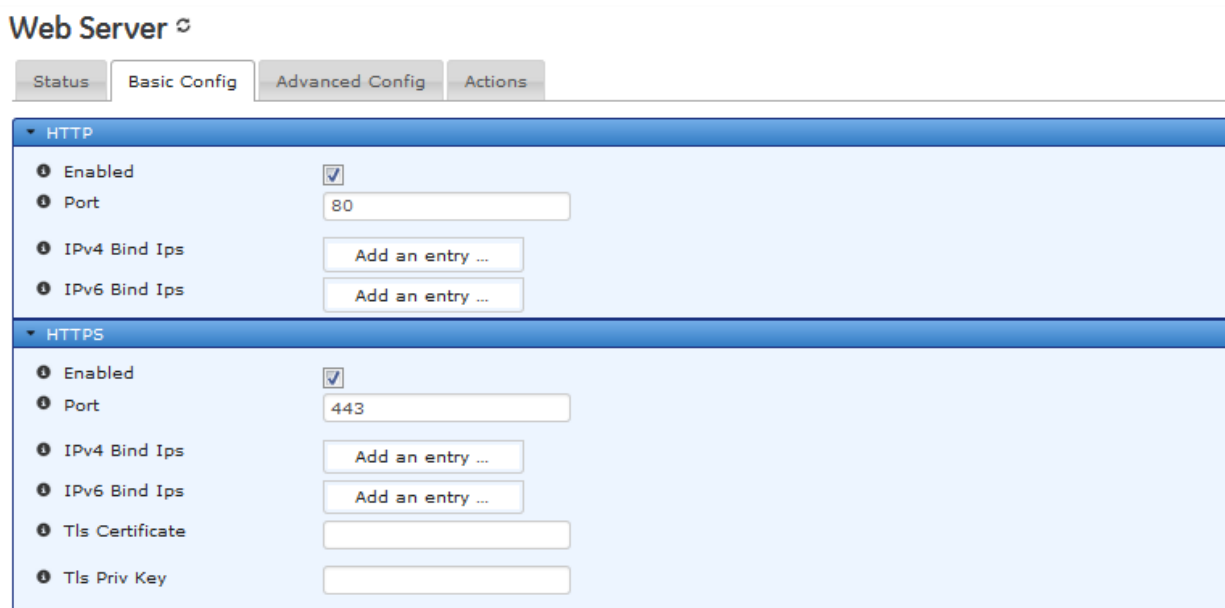 Web Server
Status Basic Config Advanced Config Actions
HTTP
Enabled
Port 80
IPv4 Bind Ips Add an entry ...
IPv6 Bind Ips Add an entry ...
HTTPS
Enabled
Port 443
IPv4 Bind Ips Add an entry ...
IPv6 Bind Ips Add an entry ...
Tls Certificate
Tls Priv Key